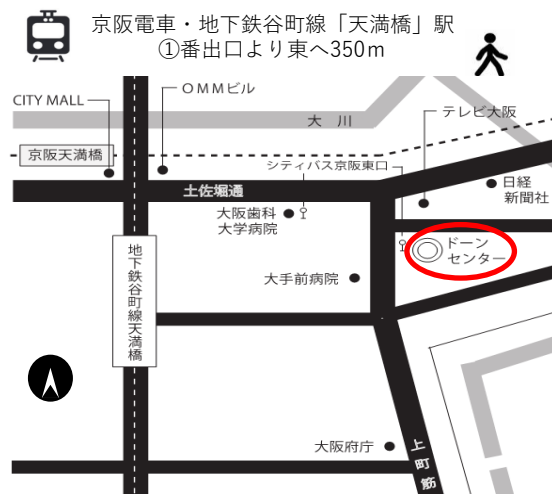 京阪電車・地下鉄谷町線「天満橋」駅
①番出口より東へ350m
CITY MALL
OMMビル
大川
テレビ大阪
京阪天満橋
シティバス京阪東口
土佐堀通
日経
新聞社
大阪歯科
大学病院
ドーン
センター
地下鉄谷町線天満橋
大手前病院
大阪府庁
上町筋